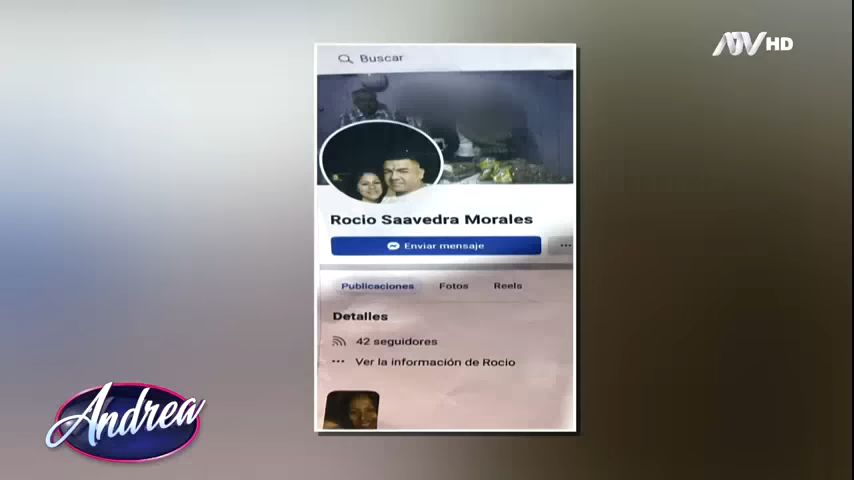 ATV HD
Buscar
Rocio Saavedra Morales
Enviar mensaje
Publicaciones Fotos Reels
Detalles
42 seguidores
Ver la información de Rocio
Andrea